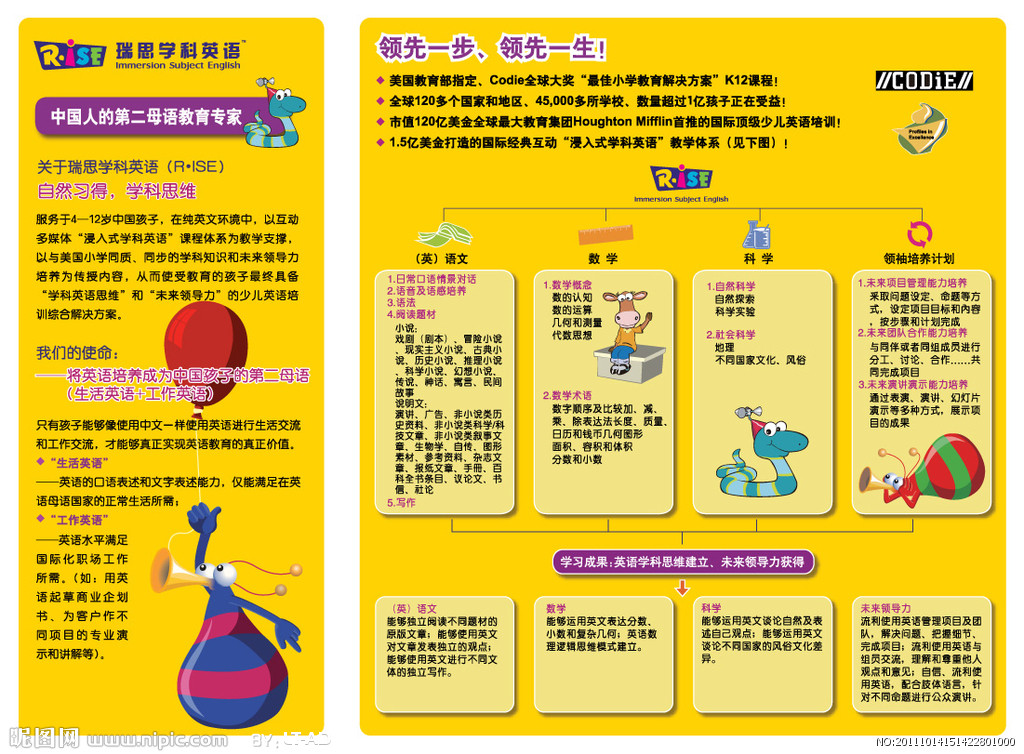 R·iSE 瑞思学科英语™
Immersion Subject English
中国人的第二母语教育专家
关于瑞思学科英语（R•ISE）
自然习得，学科思维
服务于4—12岁中国孩子，在纯英文环境中，以互动
多媒体“浸入式学科英语”课程体系为教学支撑，
以与美国小学同质、同步的学科知识和未来领导力
培养为传授内容，从而使受教育的孩子最终具备
“学科英语思维”和“未来领导力”的少儿英语培
训综合解决方案。
我们的使命：
——将英语培养成为中国孩子的第二母语
（生活英语+工作英语）
只有孩子能够像使用中文一样使用英语进行生活交流
和工作交流，才能够真正实现英语教育的真正价值。
◆“生活英语”
——英语的口语表述和文字表述能力，仅能满足在英
语母语国家的正常生活所需；
◆“工作英语”
——英语水平满足
国际化职场工作
所需。（如：用英
语起草商业企划
书、为客户作不
同项目的专业演
示和讲解等）。
领先一步、领先一生！
◆ 美国教育部指定、Codie全球大奖“最佳小学教育解决方案”K12课程！
◆ 全球120多个国家和地区、45,000多所学校、数量超过1亿孩子正在受益！
◆ 市值120亿美金全球最大教育集团Houghton Mifflin首推的国际顶级少儿英语培训！
◆ 1.5亿美金打造的国际经典互动“浸入式学科英语”教学体系（见下图）！
//CODiE//
Profiles in
Excellence
R·iSE
Immersion Subject English
（英）语文
1.日常口语情景对话
2.语音及语感培养
3.语法
4.阅读题材
小说：
戏剧（剧本）、冒险小说
、现实主义小说、古典小
说、历史小说、推理小说
、科学小说、幻想小说、
传说、神话、寓言、民间
故事
说明文：
演讲、广告、非小说类历
史资料、非小说类科学/科
技文章、非小说类叙事文
章、生物学、自传、图形
素材、参考资料、杂志文
章、报纸文章、手册、百
科全书条目、议论文、书
信、社论
5.写作
数 学
1.数学概念
数的认知
数的运算
几何和测量
代数思想
2.数学术语
数字顺序及比较加、减、
乘、除表达法长度、质量、
日历和钱币几何图形
面积、容积和体积
分数和小数
科 学
1.自然科学
自然探索
科学实验
2.社会科学
地理
不同国家文化、风俗
领袖培养计划
1.未来项目管理能力培养
采取问题设定、命题等方
式，设定项目目标和内容
，按步骤和计划完成
2.未来团队合作能力培养
与同伴或者同组成员进行
分工、讨论、合作……共
同完成项目
3.未来演讲演示能力培养
通过表演、演讲、幻灯片
演示等多种方式，展示项
目的成果
学习成果：英语学科思维建立、未来领导力获得
（英）语文
能够独立阅读不同题材的
原版文章；能够使用英文
对文章发表独立的观点；
能够使用英文进行不同文
体的独立写作。
数学
能够运用英文表达分数、
小数和复杂几何；英语数
理逻辑思维模式建立。
科学
能够运用英文谈论自然及表
述自己观点；能够运用英文
谈论不同国家的风俗文化差
异。
未来领导力
流利使用英语管理项目及团
队，解决问题、把握细节、
完成项目；流利使用英语与
组员交流，理解和尊重他人
观点和意见；自信、流利使
用英语，配合肢体语言，针
对不同命题进行公众演讲。
昵图网 www.nipic.com BY: LT-AD
NO:20111014151422801000